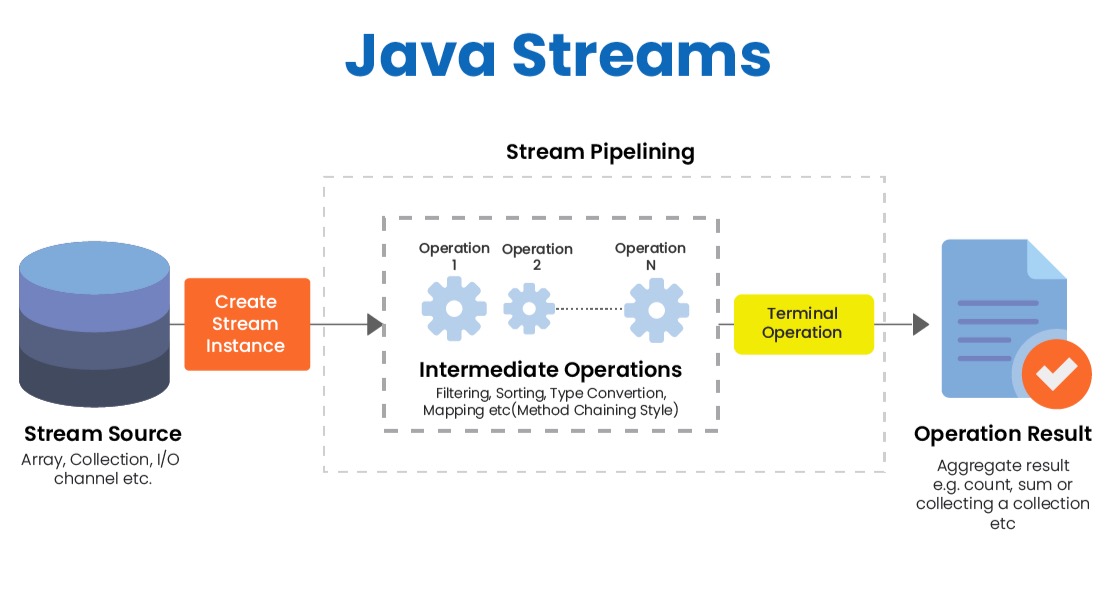 Java Streams
Stream Pipelining
Operation
1
Operation
2
Operation
N
Create
Stream
Instance
Terminal
Operation
Intermediate Operations
Filtering, Sorting, Type Convertion,
Mapping etc(Method Chaining Style)
Stream Source
Array, Collection, I/O
channel etc.
Operation Result
Aggregate result
e.g. count, sum or
collecting a collection
etc